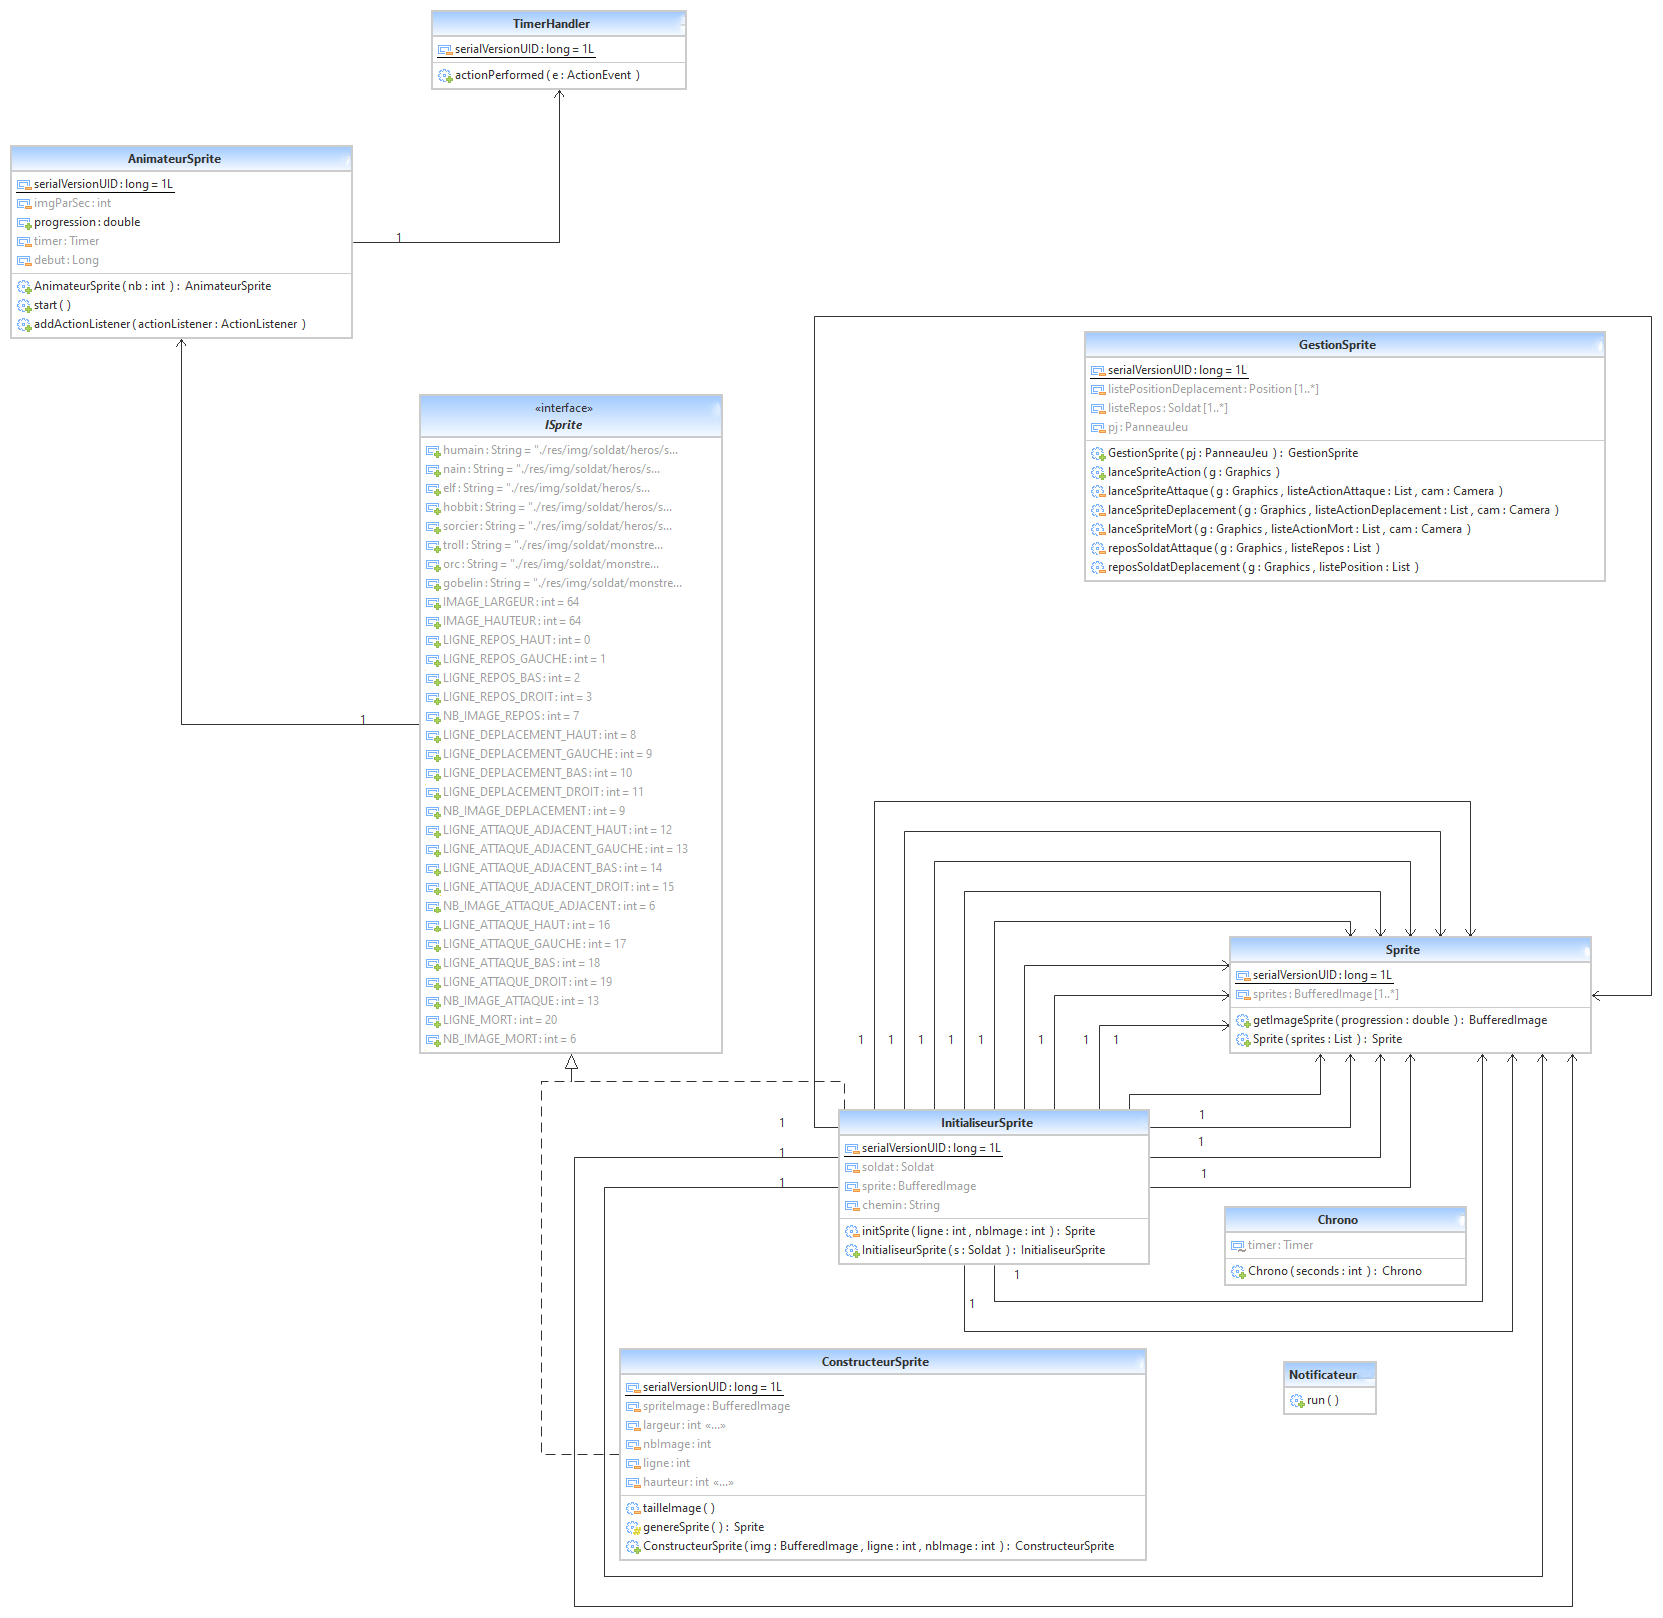 TimerHandler
serialVersionUID : long = 1L
actionPerformed ( e : ActionEvent )
AnimateurSprite
serialVersionUID : long = 1L
imgParSec : int
progression : double
timer : Timer
debut : Long
AnimateurSprite ( nb : int ) : AnimateurSprite
start ( )
addActionListener ( actionListener : ActionListener )
1
GestionSprite
serialVersionUID : long = 1L
listePositionDeplacement : Position [1..*]
listeRepos : Soldat [1..*]
pj : PanneauJeu
GestionSprite ( pj : PanneauJeu ) : GestionSprite
lanceSpriteAction ( g : Graphics )
lanceSpriteAttaque ( g : Graphics , listeActionAttaque : List , cam : Camera )
lanceSpriteDeplacement ( g : Graphics , listeActionDeplacement : List , cam : Camera )
lanceSpriteMort ( g : Graphics , listeActionMort : List , cam : Camera )
reposSoldatAttaque ( g : Graphics , listeRepos : List )
reposSoldatDeplacement ( g : Graphics , listePosition : List )
«interface»
ISprite
humain : String = "./res/img/soldat/heros/s...
nain : String = "./res/img/soldat/heros/s...
elf : String = "./res/img/soldat/heros/s...
hobbit : String = "./res/img/soldat/heros/s...
sorcier : String = "./res/img/soldat/heros/s...
troll : String = "./res/img/soldat/monstre...
orc : String = "./res/img/soldat/monstre...
gobelin : String = "./res/img/soldat/monstre...
IMAGE_LARGEUR : int = 64
IMAGE_HAUTEUR : int = 64
LIGNE_REPOS_HAUT : int = 0
LIGNE_REPOS_GAUCHE : int = 1
LIGNE_REPOS_BAS : int = 2
LIGNE_REPOS_DROIT : int = 3
NB_IMAGE_REPOS : int = 7
LIGNE_DEPLACEMENT_HAUT : int = 8
LIGNE_DEPLACEMENT_GAUCHE : int = 9
LIGNE_DEPLACEMENT_BAS : int = 10
LIGNE_DEPLACEMENT_DROIT : int = 11
NB_IMAGE_DEPLACEMENT : int = 9
LIGNE_ATTAQUE_ADJACENT_HAUT : int = 12
LIGNE_ATTAQUE_ADJACENT_GAUCHE : int = 13
LIGNE_ATTAQUE_ADJACENT_BAS : int = 14
LIGNE_ATTAQUE_ADJACENT_DROIT : int = 15
NB_IMAGE_ATTAQUE_ADJACENT : int = 6
LIGNE_ATTAQUE_HAUT : int = 16
LIGNE_ATTAQUE_GAUCHE : int = 17
LIGNE_ATTAQUE_BAS : int = 18
LIGNE_ATTAQUE_DROIT : int = 19
NB_IMAGE_ATTAQUE : int = 13
LIGNE_MORT : int = 20
NB_IMAGE_MORT : int = 6
1
Sprite
serialVersionUID : long = 1L
sprites : BufferedImage [1..*]
getImageSprite ( progression : double ) : BufferedImage
Sprite ( sprites : List ) : Sprite
1 1 1 1 1 1 1 1
1
1
1
1
1
1
InitialiseurSprite
serialVersionUID : long = 1L
soldat : Soldat
sprite : BufferedImage
chemin : String
initSprite ( ligne : int , nbImage : int ) : Sprite
InitialiseurSprite ( s : Soldat ) : InitialiseurSprite
1
1
Chrono
timer : Timer
Chrono ( seconds : int ) : Chrono
ConstructeurSprite
serialVersionUID : long = 1L
spriteImage : BufferedImage
largeur : int «...»
nbImage : int
ligne : int
haurteur : int «...»
tailleImage ( )
genereSprite ( ) : Sprite
ConstructeurSprite ( img : BufferedImage , ligne : int , nbImage : int ) : ConstructeurSprite
Notificateur
run ( )